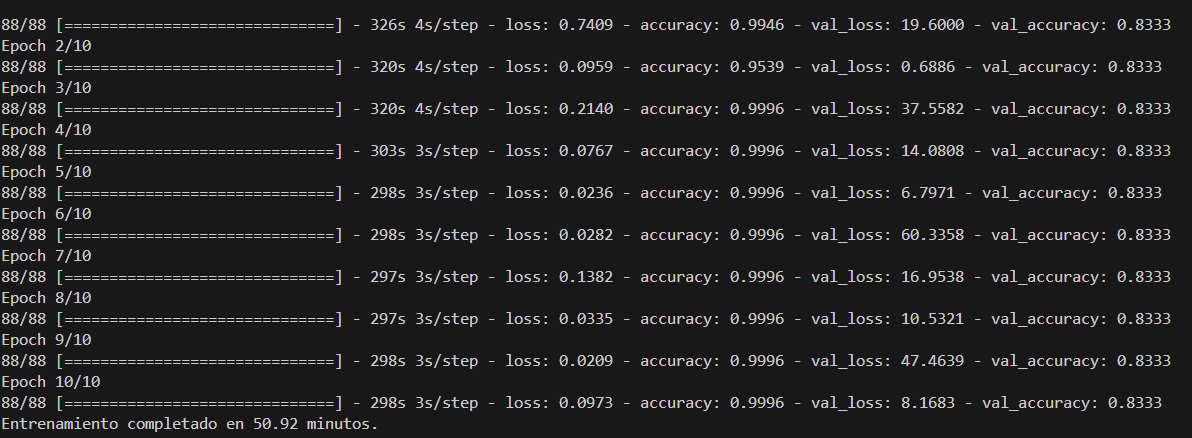 88/88 [==============================] - 326s 4s/step - loss: 0.7409 - accuracy: 0.9946 - val_loss: 19.6000 - val_accuracy: 0.8333
Epoch 2/10
88/88 [==============================] - 320s 4s/step - loss: 0.0959 - accuracy: 0.9539 - val_loss: 0.6886 - val_accuracy: 0.8333
Epoch 3/10
88/88 [==============================] - 320s 4s/step - loss: 0.2140 - accuracy: 0.9996 - val_loss: 37.5582 - val_accuracy: 0.8333
Epoch 4/10
88/88 [==============================] - 303s 3s/step - loss: 0.0767 - accuracy: 0.9996 - val_loss: 14.0808 - val_accuracy: 0.8333
Epoch 5/10
88/88 [==============================] - 298s 3s/step - loss: 0.0236 - accuracy: 0.9996 - val_loss: 6.7971 - val_accuracy: 0.8333
Epoch 6/10
88/88 [==============================] - 298s 3s/step - loss: 0.0282 - accuracy: 0.9996 - val_loss: 60.3358 - val_accuracy: 0.8333
Epoch 7/10
88/88 [==============================] - 297s 3s/step - loss: 0.1382 - accuracy: 0.9996 - val_loss: 16.9538 - val_accuracy: 0.8333
Epoch 8/10
88/88 [==============================] - 297s 3s/step - loss: 0.0335 - accuracy: 0.9996 - val_loss: 10.5321 - val_accuracy: 0.8333
Epoch 9/10
88/88 [==============================] - 298s 3s/step - loss: 0.0209 - accuracy: 0.9996 - val_loss: 47.4639 - val_accuracy: 0.8333
Epoch 10/10
88/88 [==============================] - 298s 3s/step - loss: 0.0973 - accuracy: 0.9996 - val_loss: 8.1683 - val_accuracy: 0.8333
Entrenamiento completado en 50.92 minutos.